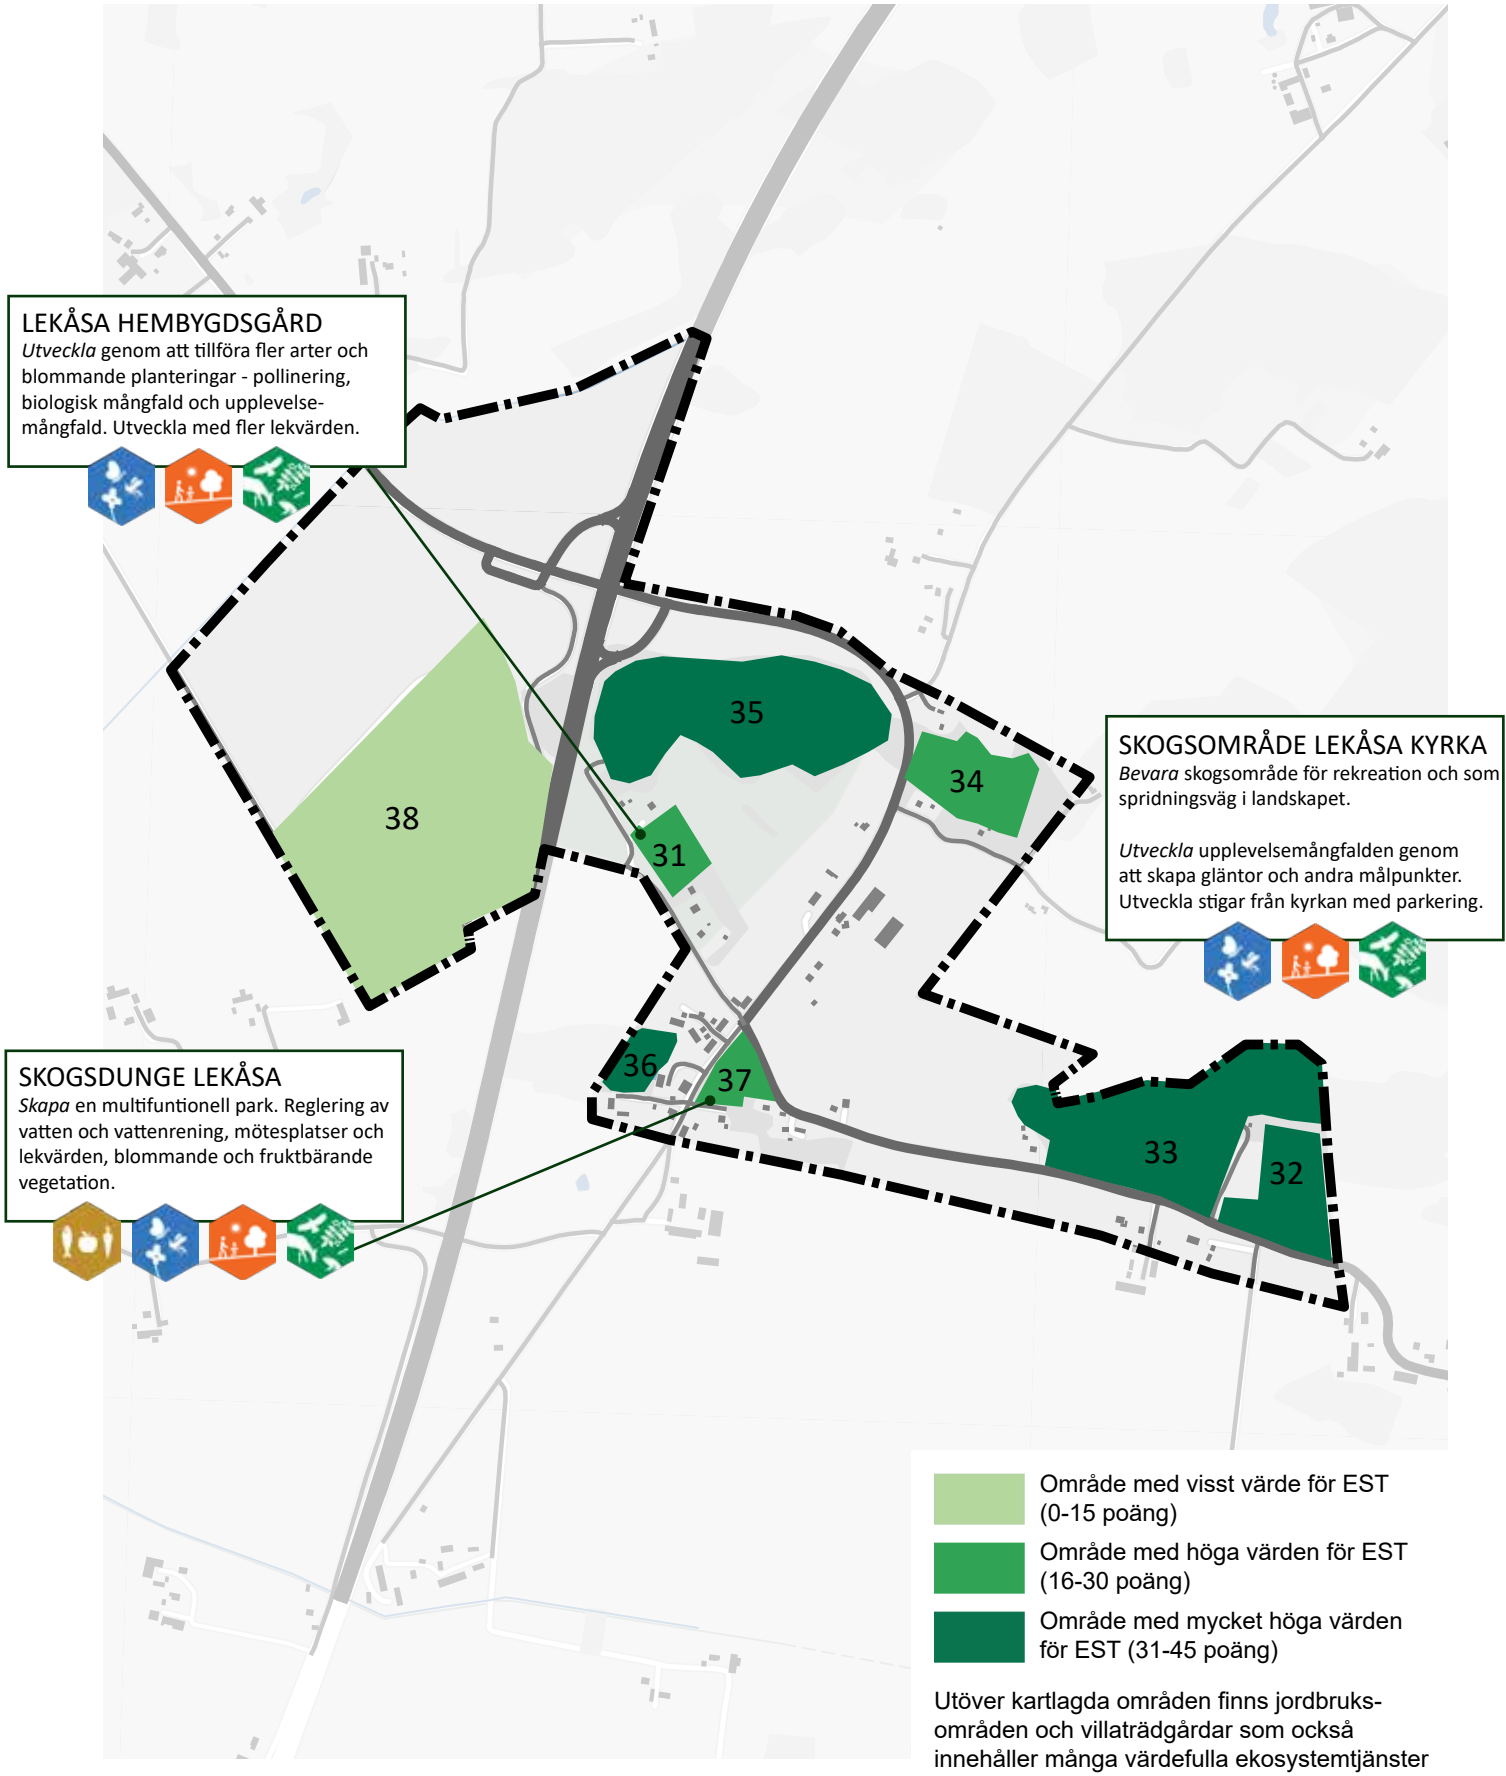 LEKÅSA HEMBYGDSGÅRD
Utveckla genom att tillföra fler arter och
blommande planteringar - pollinering,
biologisk mångfald och upplevelse-
mångfald. Utveckla med fler lekvärden.
35
34
38
31
SKOGSOMRÅDE LEKÅSA KYRKA
Bevara skogsområde för rekreation och som
spridningsväg i landskapet.
Utveckla upplevelsemångfalden genom
att skapa gläntor och andra målpunkter.
Utveckla stigar från kyrkan med parkering.
36
37
33
32
SKOGSDUNGE LEKÅSA
Skapa en multifuntionell park. Reglering av
vatten och vattenrening, mötesplatser och
lekvärden, blommande och fruktbärande
vegetation.
Område med visst värde för EST
(0-15 poäng)
Område med höga värden för EST
(16-30 poäng)
Område med mycket höga värden
för EST (31-45 poäng)
Utöver kartlagda områden finns jordbruks-
områden och villaträdgårdar som också
innehåller många värdefulla ekosystemtjänster